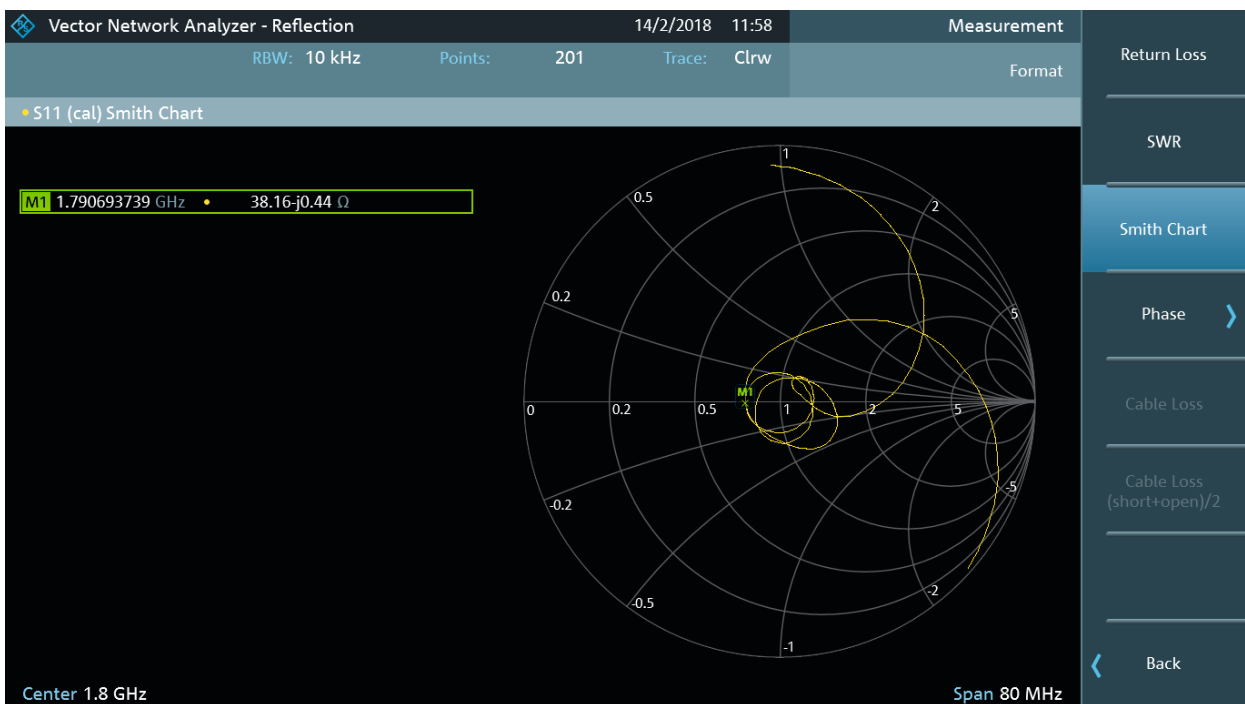 Vector Network Analyzer - Reflection 14/2/2018 11:58 Measurement
RBW: 10 kHz Points: 201 Trace: Clrw
Format
S11 (cal) Smith Chart
M1 1.790693739 GHz 38.16-j0.44 Ω
1
0.5
2
0.2
5
M1
0 0.2 0.5 1 2 5
-5
-0.2
-2
-0.5
-1
Center 1.8 GHz Span 80 MHz
Return Loss
SWR
Smith Chart
Phase
Cable Loss
Cable Loss
(short+open)/2
Back